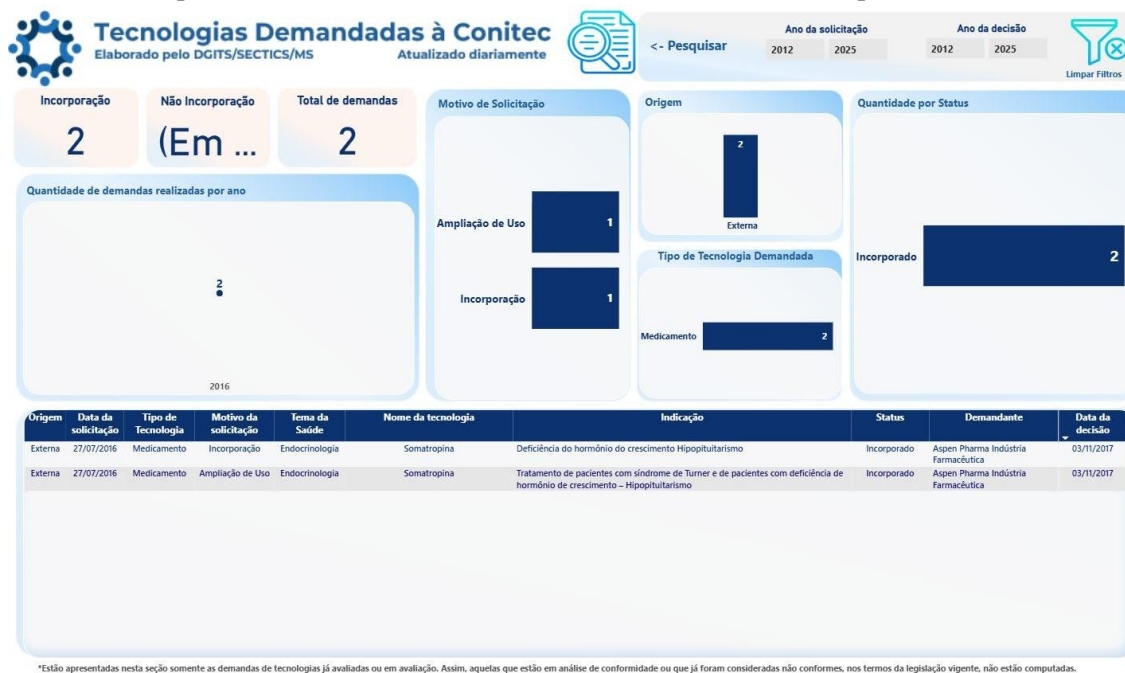 Tecnologias Demandadas à Conitec
Elaborado pelo DGITS/SECTICS/MS Atualizado diariamente
<- Pesquisar
Ano da solicitação
2012 2025
Ano da decisão
2012 2025
Limpar Filtros
Incorporação
2
Não Incorporação
(Em ...
Total de demandas
2
Quantidade de demandas realizadas por ano
2
2016
Motivo de Solicitação
Ampliação de Uso 1
Incorporação 1
Origem
2
Externa
Tipo de Tecnologia Demandada
Medicamento 2
Quantidade por Status
Incorporado 2
Origem Data da solicitação Tipo de Tecnologia Motivo da solicitação Tema da Saúde Nome da tecnologia Indicação Status Demandante Data da decisão
Externa 27/07/2016 Medicamento Incorporação Endocrinologia Somatropina Deficiência do hormônio do crescimento Hipopituitarismo Incorporado Aspen Pharma Indústria Farmacêutica 03/11/2017
Externa 27/07/2016 Medicamento Ampliação de Uso Endocrinologia Somatropina Tratamento de pacientes com síndrome de Turner e de pacientes com deficiência de hormônio de crescimento – Hipopituitarismo Incorporado Aspen Pharma Indústria Farmacêutica 03/11/2017
*Estão apresentadas nesta seção somente as demandas de tecnologias já avaliadas ou em avaliação. Assim, aquelas que estão em análise de conformidade ou que já foram consideradas não conformes, nos termos da legislação vigente, não estão computadas.